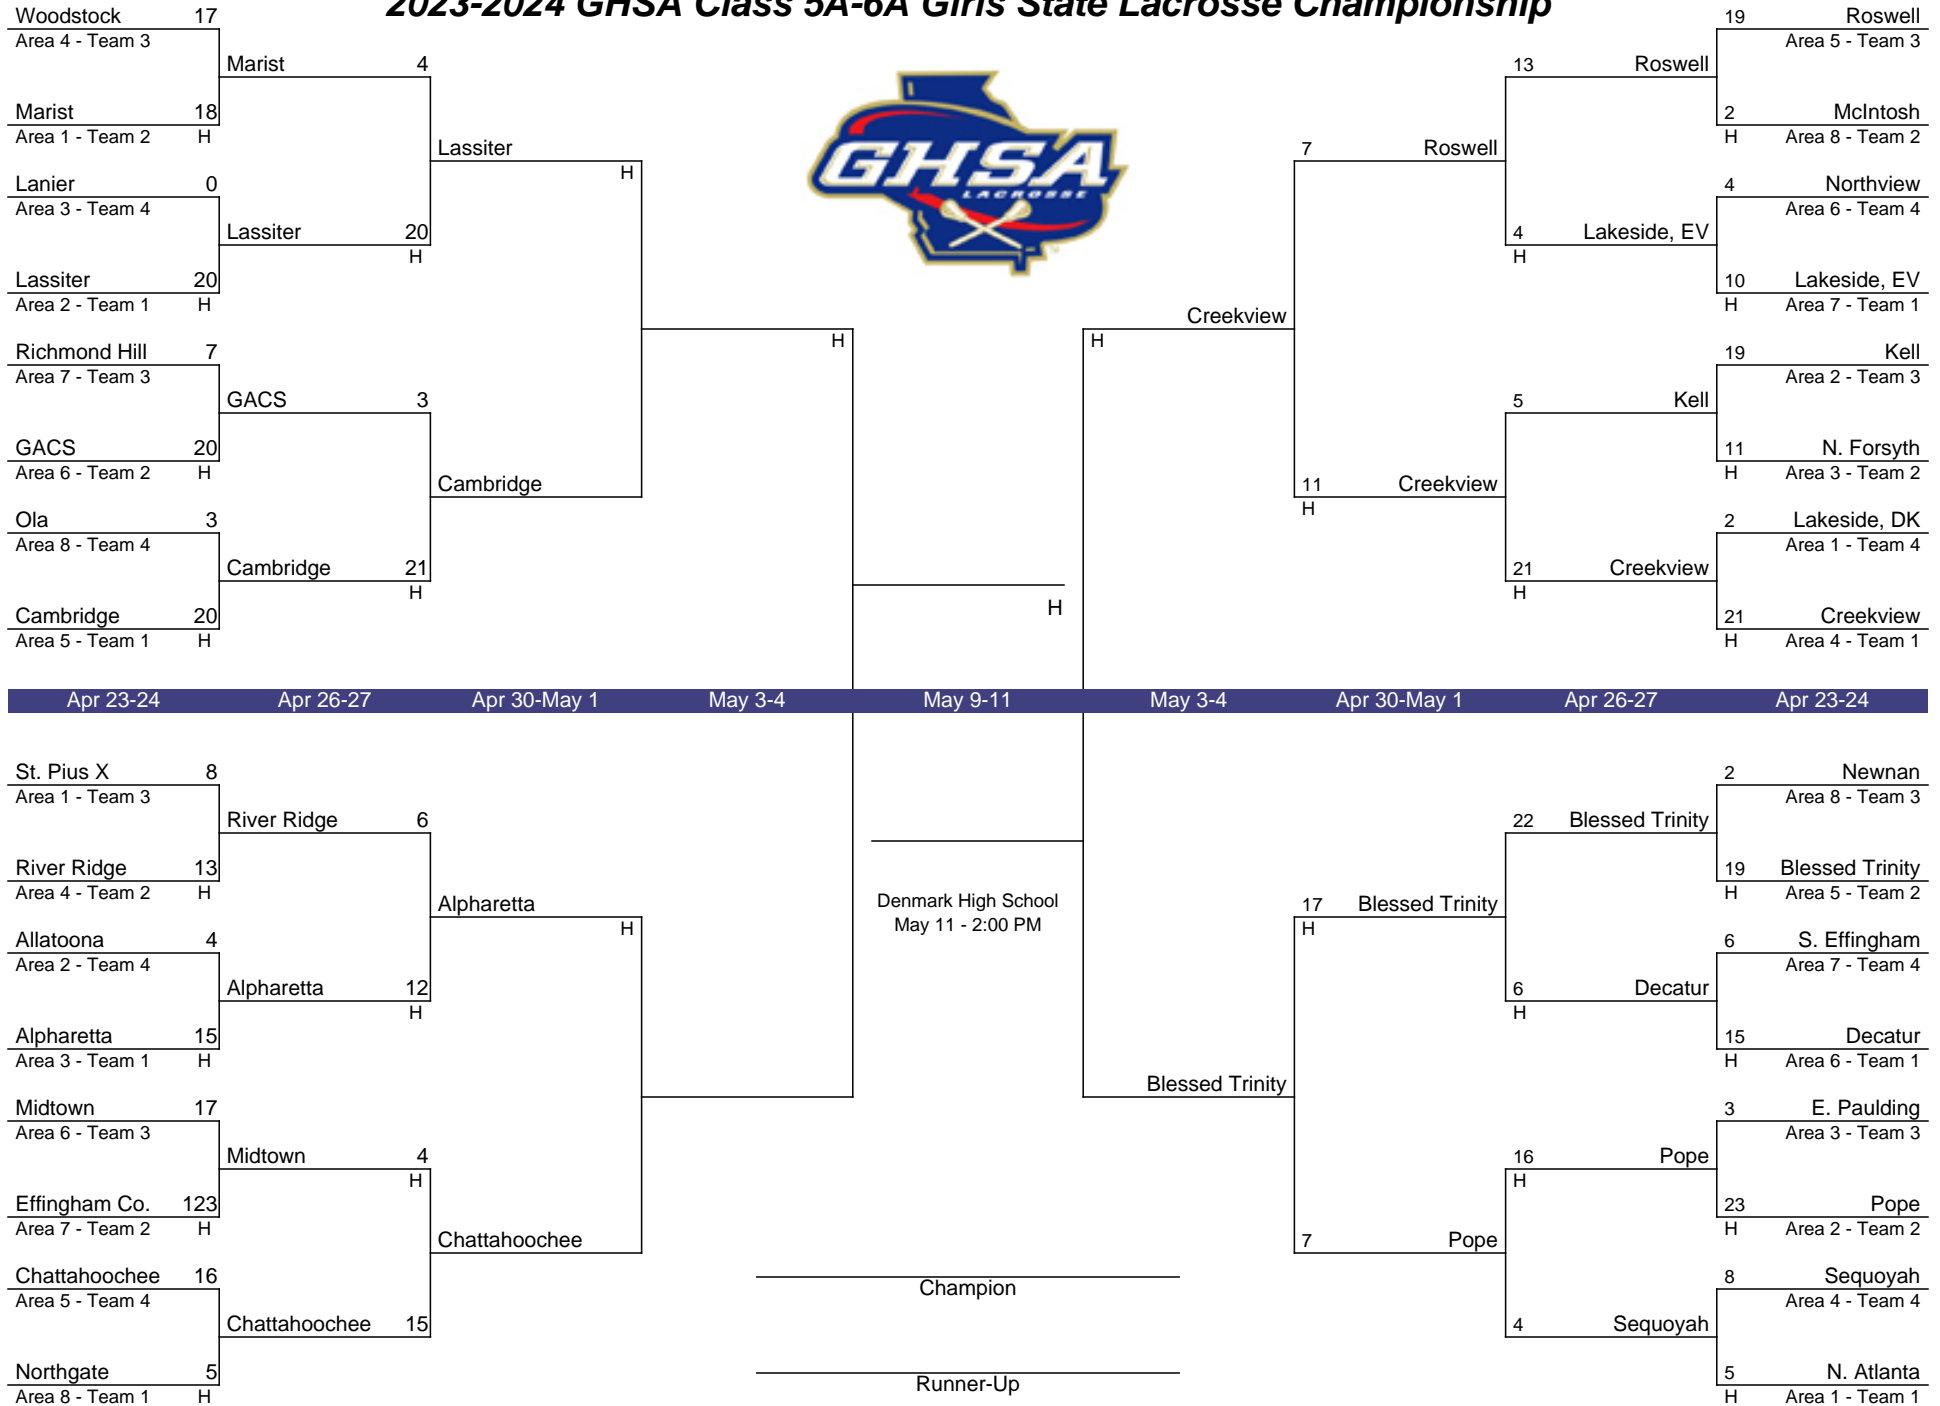 2023-2024 GHSA Class 5A-6A Girls State Lacrosse Championship
GHSA
LACROSSE
Woodstock 17
Area 4 - Team 3
Marist 4
Marist 18
Area 1 - Team 2 H
Lassiter
H
Lanier 0
Area 3 - Team 4
Lassiter 20
H
Lassiter 20
Area 2 - Team 1 H
H
Richmond Hill 7
Area 7 - Team 3
GACS 3
GACS 20
Area 6 - Team 2 H
Cambridge
Ola 3
Area 8 - Team 4
Cambridge 21
H
Cambridge 20
Area 5 - Team 1 H
H
19 Roswell
Area 5 - Team 3
13 Roswell
2 McIntosh
H Area 8 - Team 2
7 Roswell
4 Northview
Area 6 - Team 4
4 Lakeside, EV
H
10 Lakeside, EV
H Area 7 - Team 1
Creekview
H
19 Kell
Area 2 - Team 3
5 Kell
11 N. Forsyth
H Area 3 - Team 2
11 Creekview
H
2 Lakeside, DK
Area 1 - Team 4
21 Creekview
H
21 Creekview
H Area 4 - Team 1
Apr 23-24 Apr 26-27 Apr 30-May 1 May 3-4 May 9-11 May 3-4 Apr 30-May 1 Apr 26-27 Apr 23-24
St. Pius X 8
Area 1 - Team 3
River Ridge 6
River Ridge 13
Area 4 - Team 2 H
Alpharetta
H
Allatoona 4
Area 2 - Team 4
Alpharetta 12
H
Alpharetta 15
Area 3 - Team 1 H
Midtown 17
Area 6 - Team 3
Midtown 4
H
Effingham Co. 123
Area 7 - Team 2 H
Chattahoochee
Chattahoochee 16
Area 5 - Team 4
Chattahoochee 15
Northgate 5
Area 8 - Team 1 H
Denmark High School
May 11 - 2:00 PM
Champion
Runner-Up
2 Newnan
Area 8 - Team 3
22 Blessed Trinity
19 Blessed Trinity
H Area 5 - Team 2
17 Blessed Trinity
H
6 S. Effingham
Area 7 - Team 4
6 Decatur
H
15 Decatur
H Area 6 - Team 1
Blessed Trinity
3 E. Paulding
Area 3 - Team 3
16 Pope
H
23 Pope
H Area 2 - Team 2
7 Pope
8 Sequoyah
Area 4 - Team 4
4 Sequoyah
5 N. Atlanta
H Area 1 - Team 1